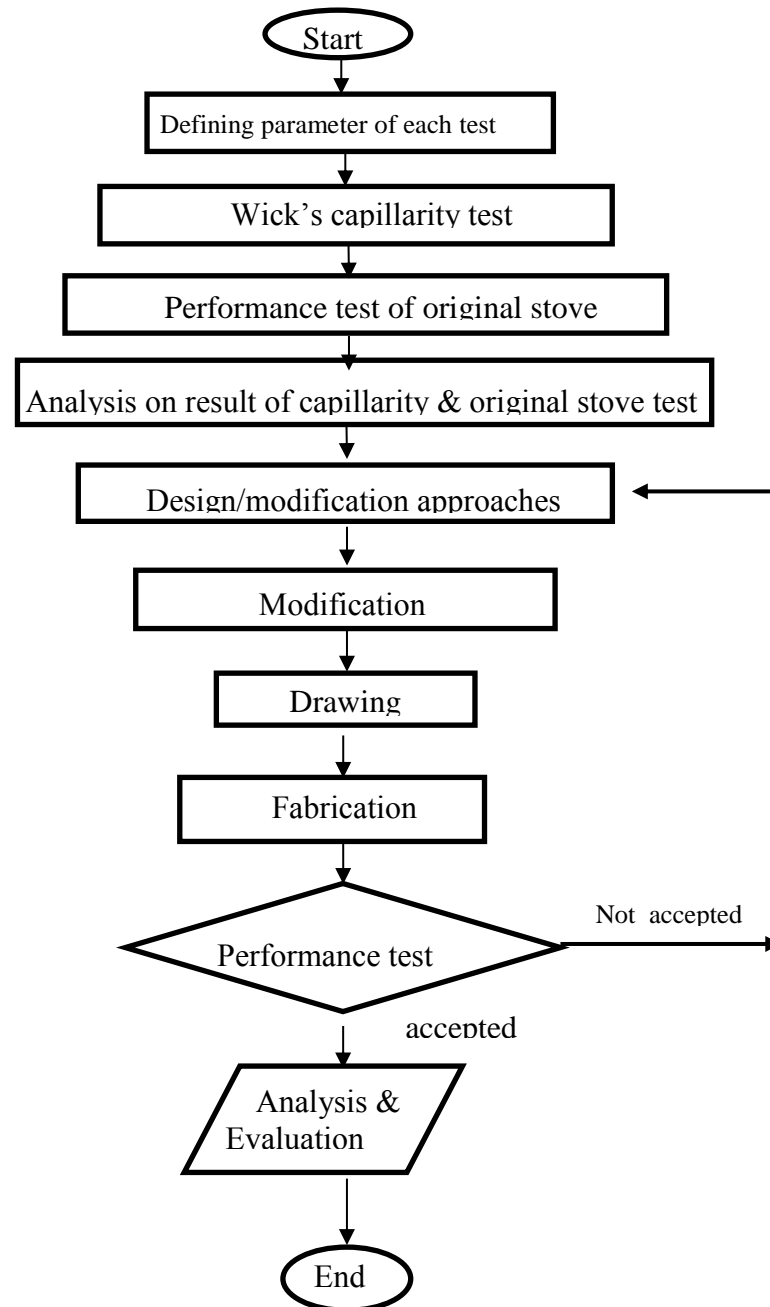 Start
Defining parameter of each test
Wick's capillarity test
Performance test of original stove
Analysis on result of capillarity & original stove test
Design/modification approaches
Modification
Drawing
Fabrication
Not accepted
Performance test
accepted
Analysis &
Evaluation
End